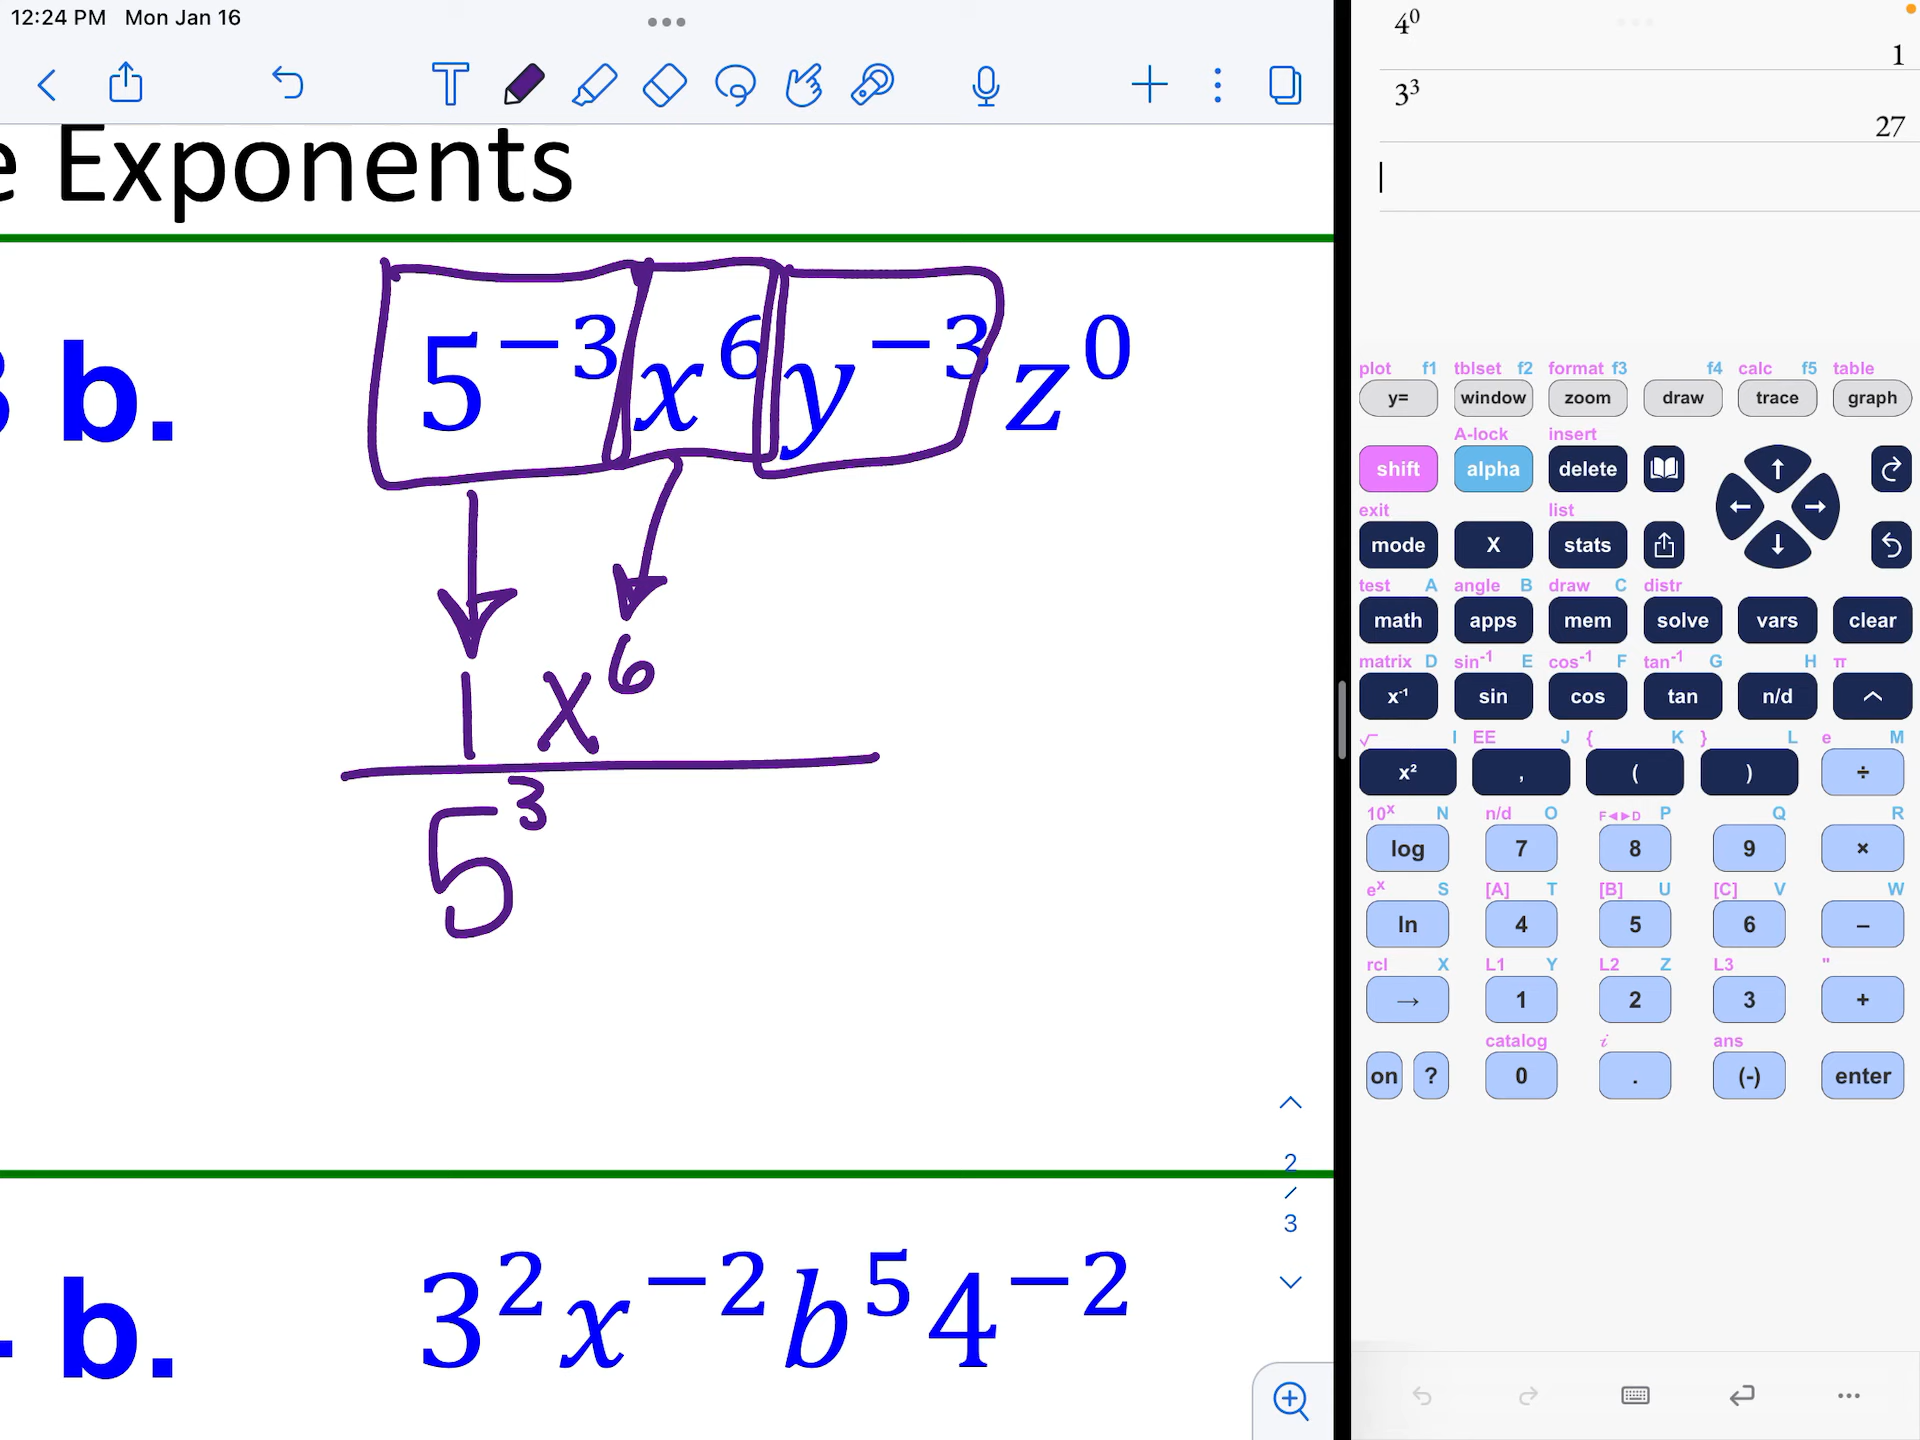 12:24 PM Mon Jan 16
e Exponents
b. 5⁻³x⁶y⁻³z⁰
1 x⁶
5³
2
/
3
b. 3²x⁻²b⁵4⁻²
4⁰
1
3³
27
plot f1 tblset f2 format f3 f4 calc f5 table
y= window zoom draw trace graph
A-lock insert
shift alpha delete
exit list
mode X stats
test A angle B draw C distr
math apps mem solve vars clear
matrix D sin⁻¹ E cos⁻¹ F tan⁻¹ G H π
x⁻¹ sin cos tan n/d ^
√ I EE J { K } L e M
x² , ( ) ÷
10ˣ N n/d O F◄►D P Q R
log 7 8 9 ×
eˣ S [A] T [B] U [C] V W
ln 4 5 6 –
rcl X L1 Y L2 Z L3 "
→ 1 2 3 +
catalog i ans
on ? 0 . (-) enter